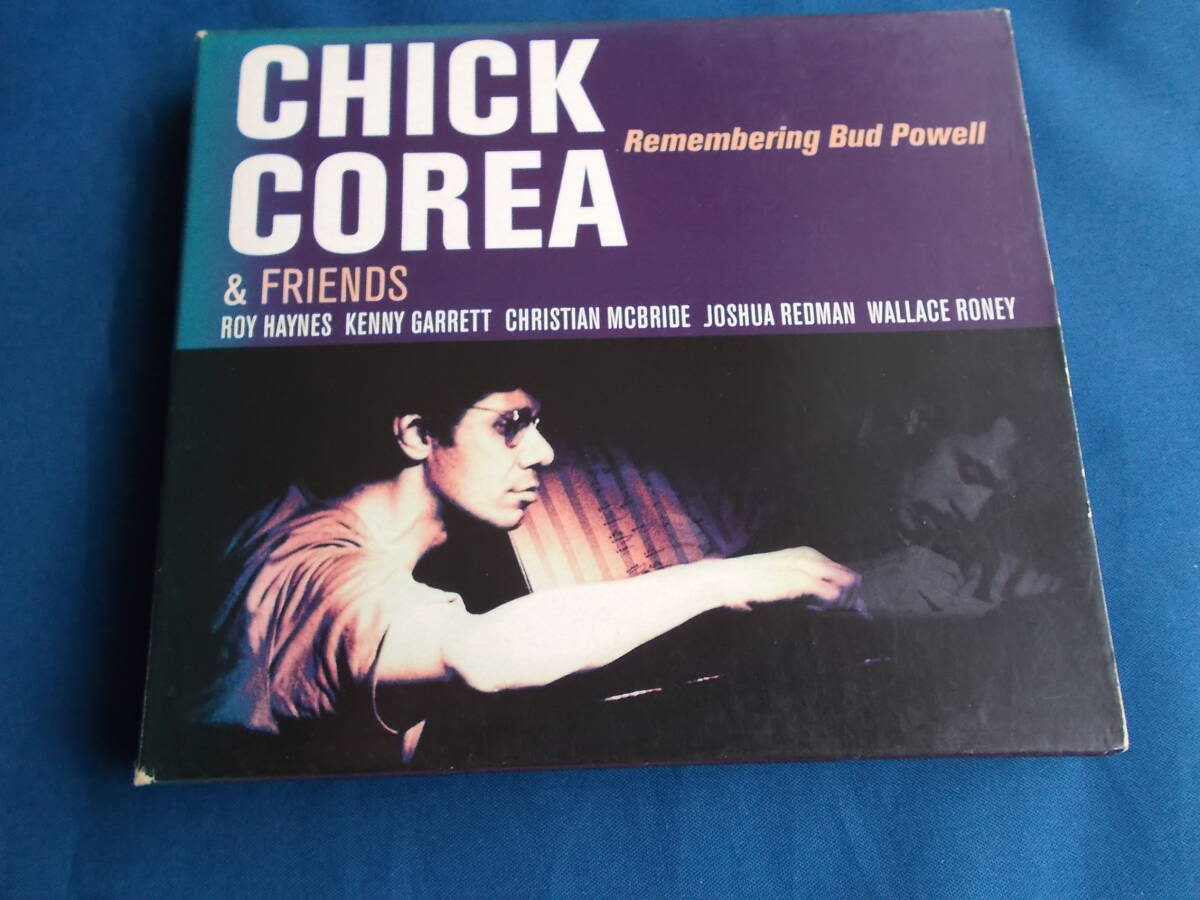 CHICK
COREA
Remembering Bud Powell
& FRIENDS
ROY HAYNES KENNY GARRETT CHRISTIAN MCBRIDE JOSHUA REDMAN WALLACE RONEY